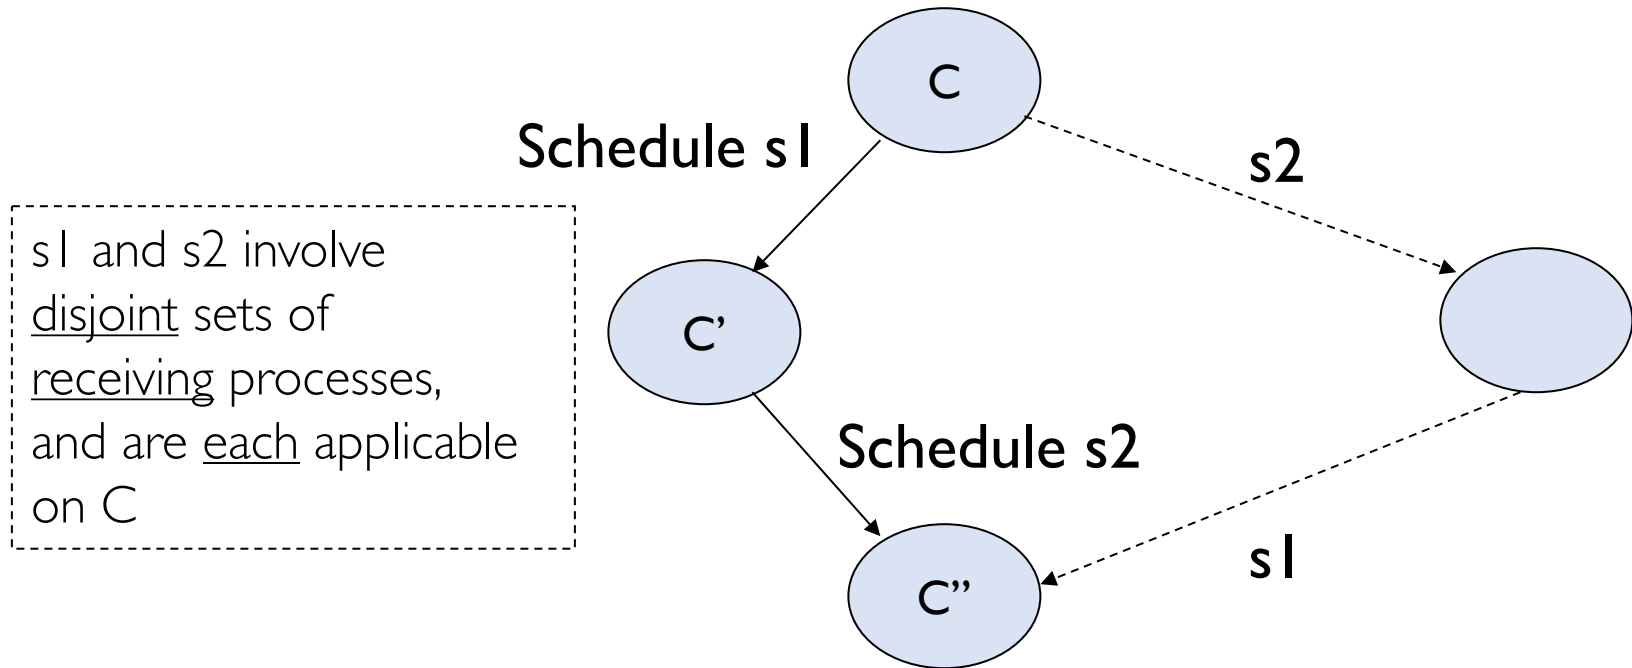 C
Schedule s1
s2
s1 and s2 involve
disjoint sets of
receiving processes,
and are each applicable
on C
C’
Schedule s2
s1
C’’